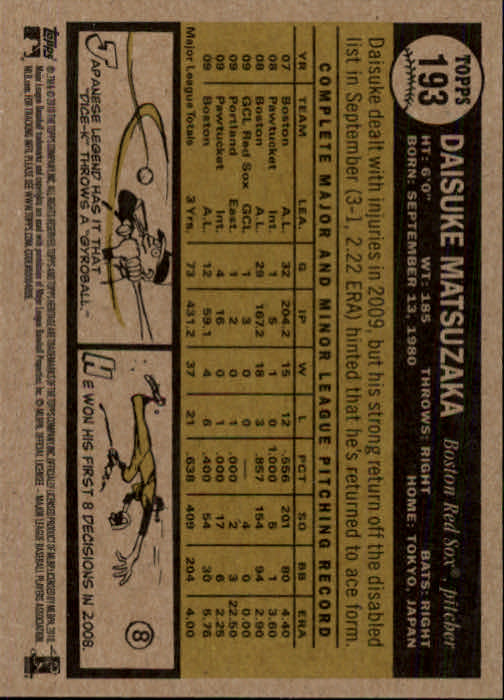 TOPPS
193
DAISUKE MATSUZAKA Boston Red Sox®, pitcher
HT: 6'0" WT: 185 THROWS: RIGHT BATS: RIGHT
BORN: SEPTEMBER 13, 1980 HOME: TOKYO, JAPAN
Daisuke dealt with injuries in 2009, but his strong return off the disabled
list in September (3-1, 2.22 ERA) hinted that he's returned to ace form.
COMPLETE MAJOR AND MINOR LEAGUE PITCHING RECORD
YR TEAM LEA. G IP W L PCT SO BB ERA
07 Boston A.L. 32 204.2 15 12 .556 201 80 4.40
08 Pawtucket Int. 1 5 1 0 1.000 5 1 3.60
08 Boston A.L. 29 167.2 18 3 .857 154 94 2.90
09 GCL Red Sox GCL 1 3 0 0 — 4 0 0.00
09 Portland East. 1 2 0 1 .000 2 3 22.50
09 Pawtucket Int. 4 16 1 0 1.000 17 6 2.25
09 Boston A.L. 12 59.1 4 6 .400 54 30 5.76
Major League Totals 3 Yrs. 73 431.2 37 21 .638 409 204 4.00
JAPANESE LEGEND HAS IT THAT
"DICE-K" THROWS A "GYROBALL."
HE WON HIS FIRST 8 DECISIONS IN 2008.
8
TOPPS